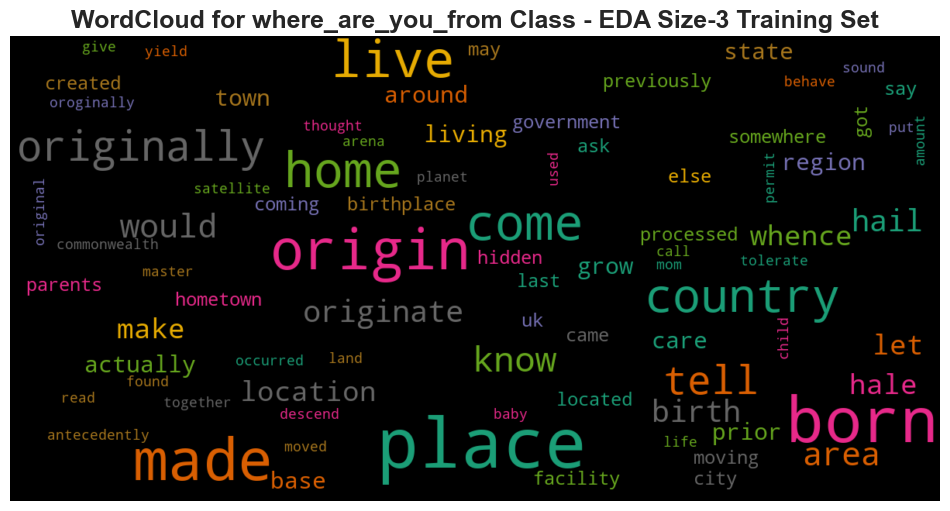 WordCloud for where_are_you_from Class - EDA Size-3 Training Set
give yield live may state
sound
created previously behave say
oroginally town around
thought living government got put amount
originally arena ask somewhere
home planet used else permit region
satellite
original would coming birthplace come hail
commonwealth origin processed whence
master hidden call mom tolerate
parents hometown last grow country
originate uk
make came care child let
actually occurred land know
found tell hale
read together location located birth born
descend baby
antecedently moved place life prior area
made base facility moving city